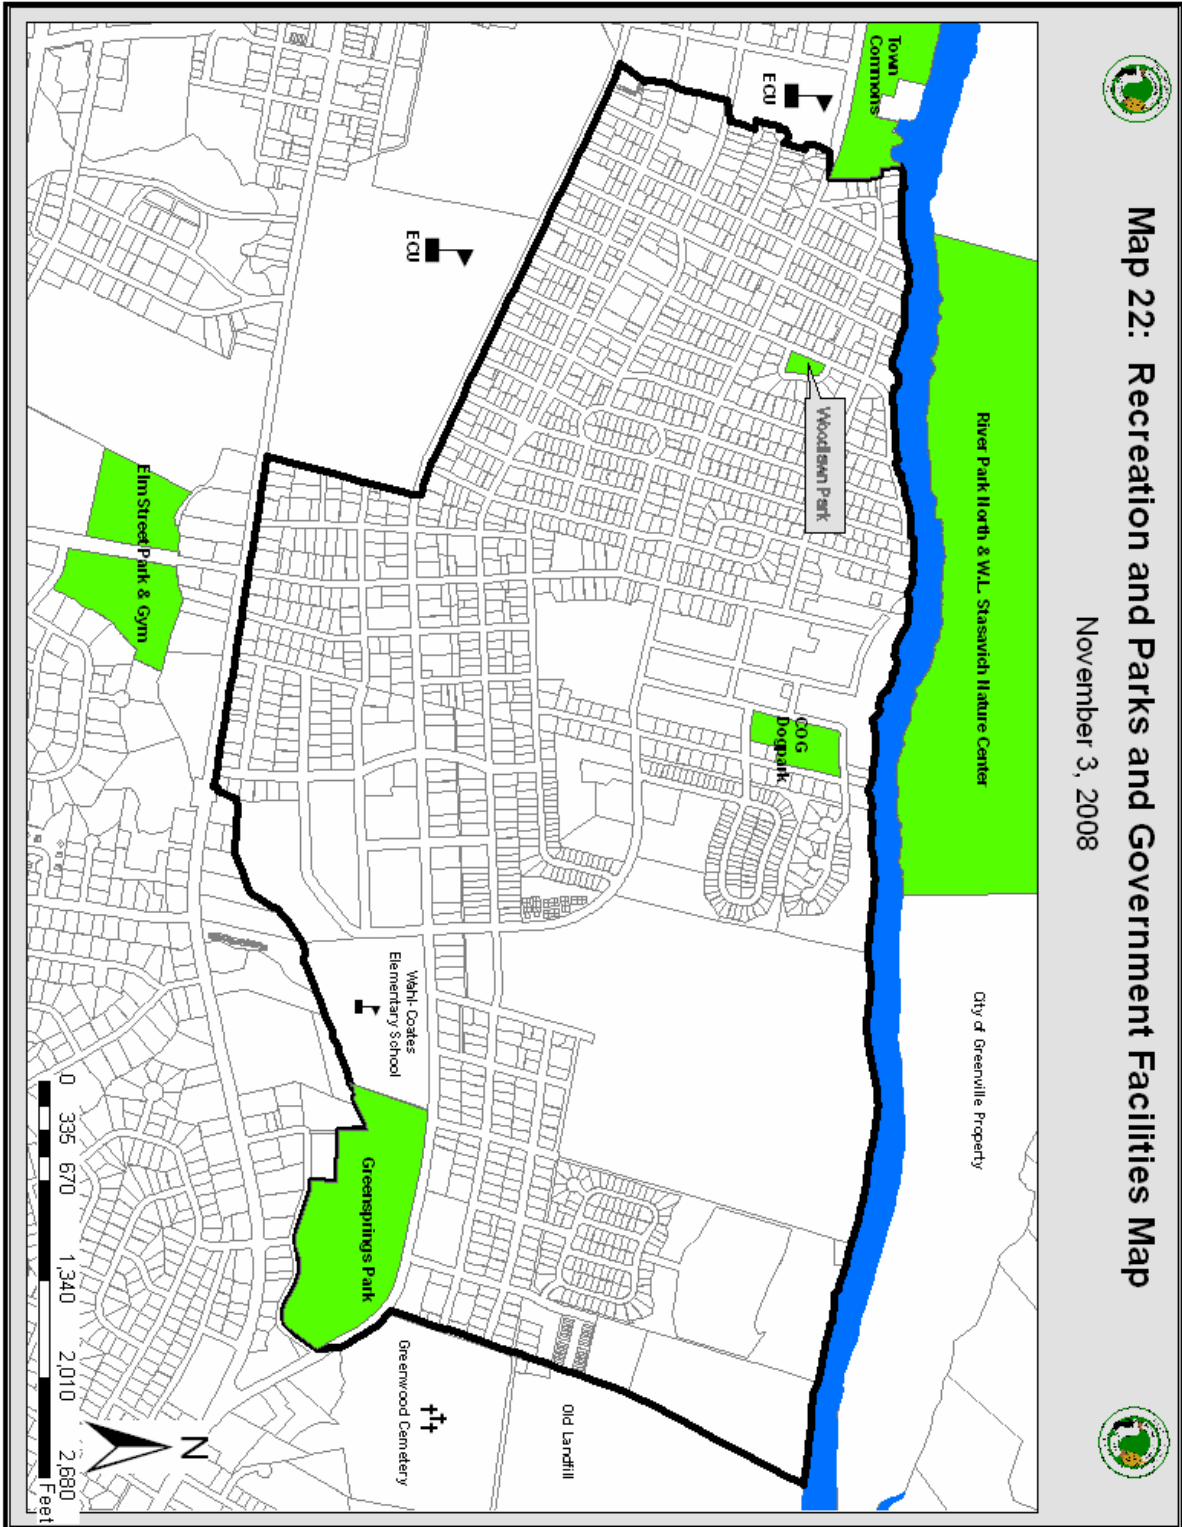 Map 22: Recreation and Parks and Government Facilities Map
November 3, 2008
Town
Commons
ECU
River Park North & W.L. Stasavich Nature Center
City of Greenville Property
Woodlawn Park
COG
Dogpark
ECU
Elm Street Park & Gym
Wahl-Coates
Elementary School
Greensprings Park
Old Landfill
Greenwood Cemetery
N
0 335 670 1,340 2,010 2,680
Feet